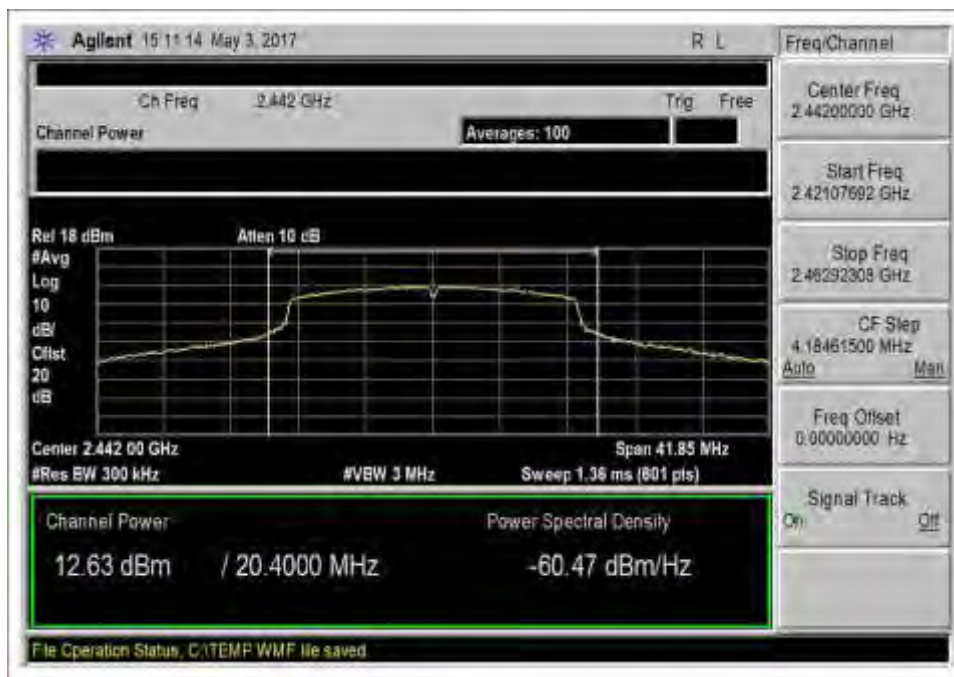 Agilent 15:11:14 May 3, 2017 R L
Freq/Channel
Ch Freq 2.442 GHz Trig Free
Channel Power Averages: 100
Center Freq
2.44200000 GHz
Start Freq
2.42107692 GHz
Stop Freq
2.46292308 GHz
CF Step
4.18461500 MHz
Auto Man
Freq Offset
0.00000000 Hz
Signal Track
On Off
Ref 18 dBm Atten 10 dB
#Avg
Log
10
dB/
Offst
20
dB
Center 2.442 00 GHz Span 41.85 MHz
#Res BW 300 kHz #VBW 3 MHz Sweep 1.36 ms (601 pts)
Channel Power Power Spectral Density
12.63 dBm / 20.4000 MHz -60.47 dBm/Hz
File Operation Status, C:\TEMP.WMF file saved